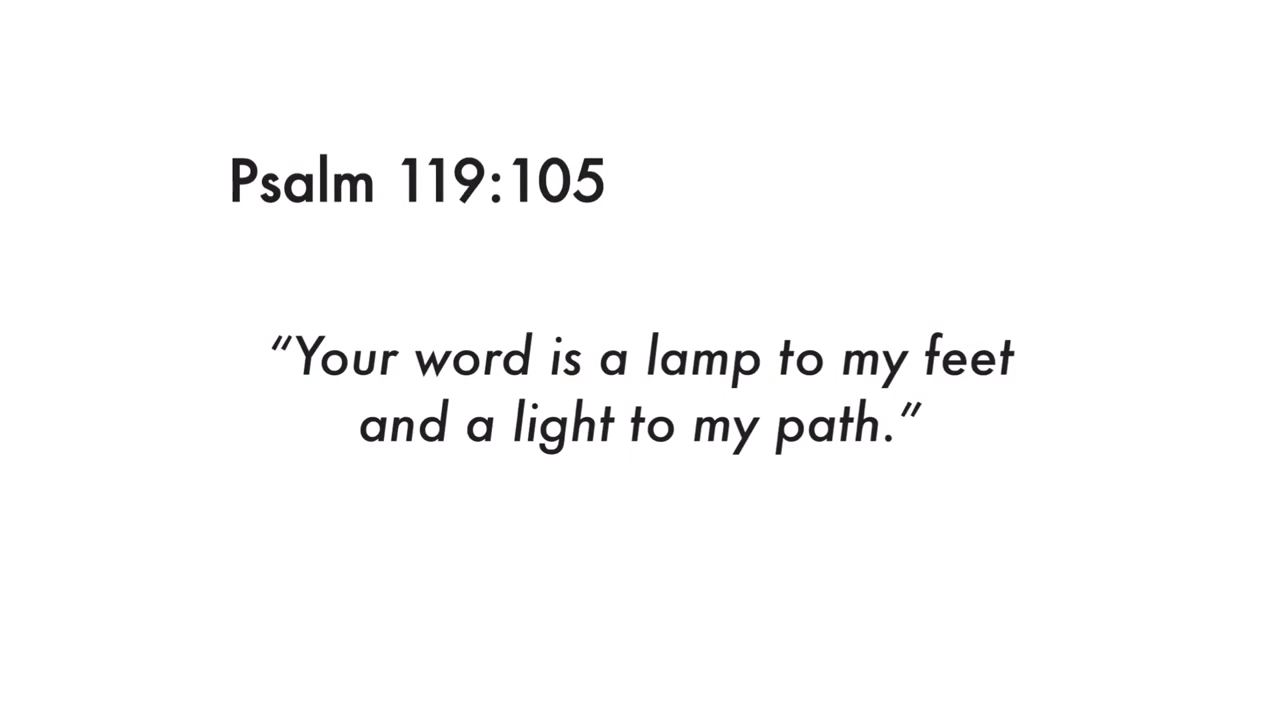 Psalm 119:105
“Your word is a lamp to my feet
and a light to my path.”